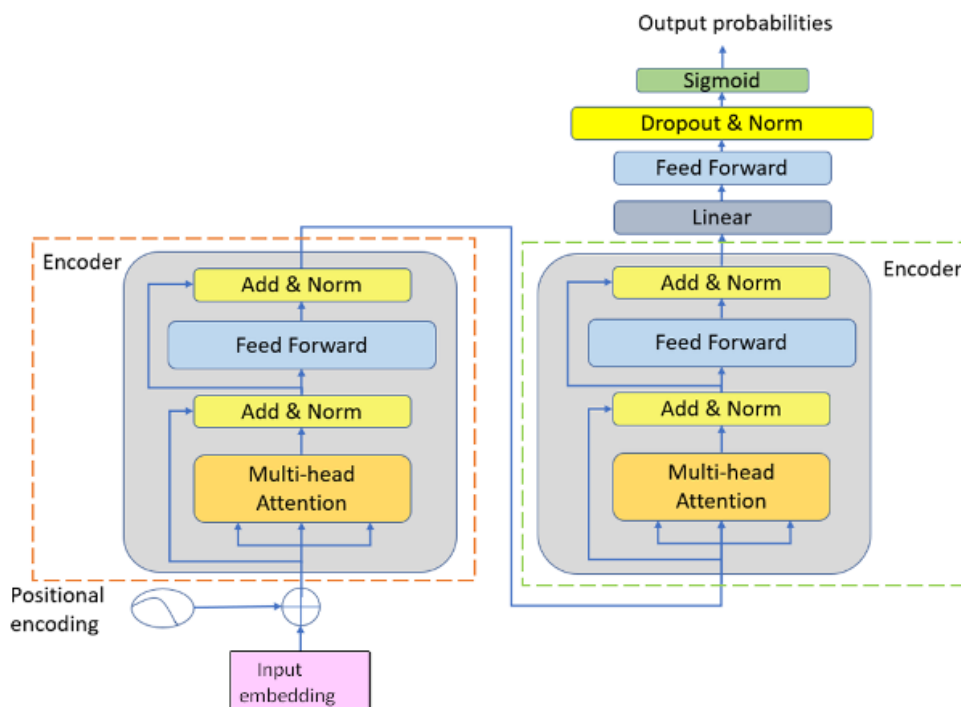 Output probabilities
Sigmoid
Dropout & Norm
Feed Forward
Linear
Encoder
Add & Norm
Feed Forward
Add & Norm
Multi-head
Attention
Positional
encoding
Input
embedding
Encoder
Add & Norm
Feed Forward
Add & Norm
Multi-head
Attention